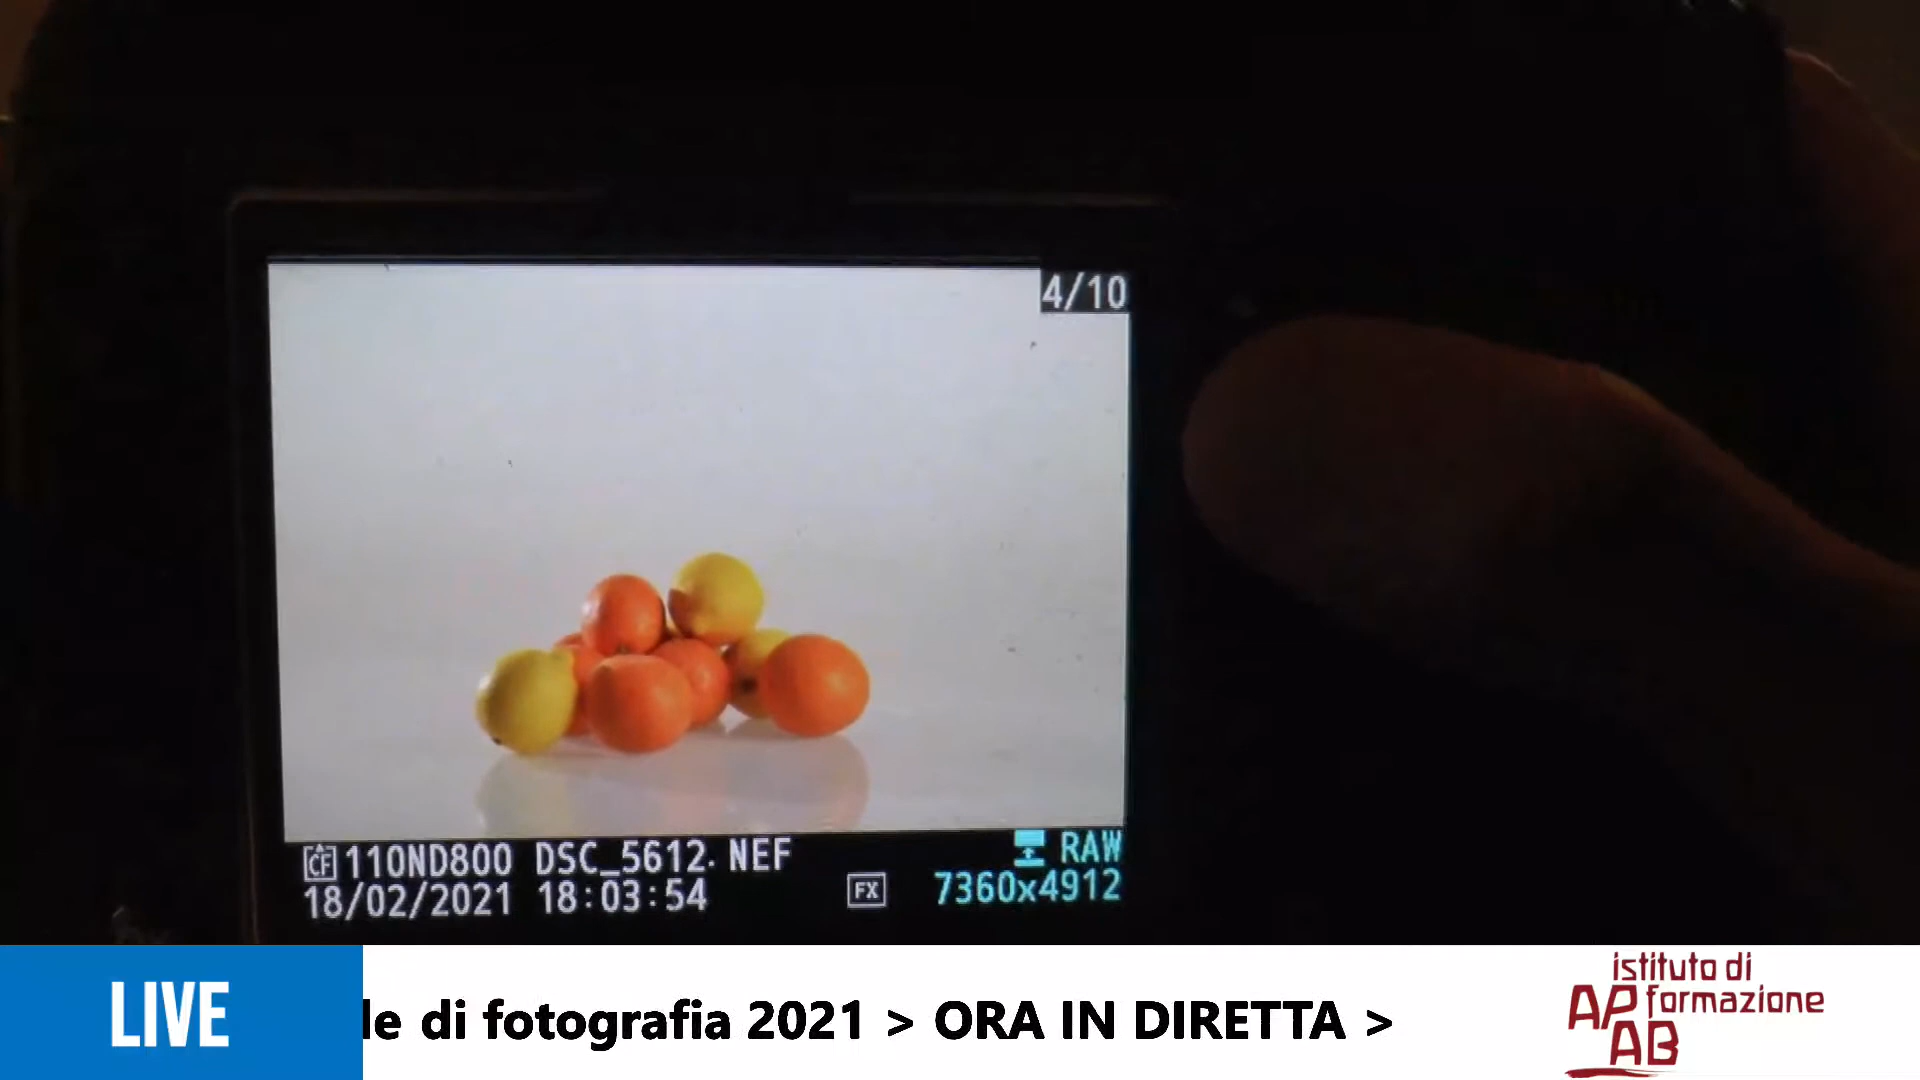 4/10
CF 110ND800 DSC_5612. NEF RAW
18/02/2021 18:03:54 FX 7360x4912
LIVE
le di fotografia 2021 > ORA IN DIRETTA >
istituto di
AP formazione
AB